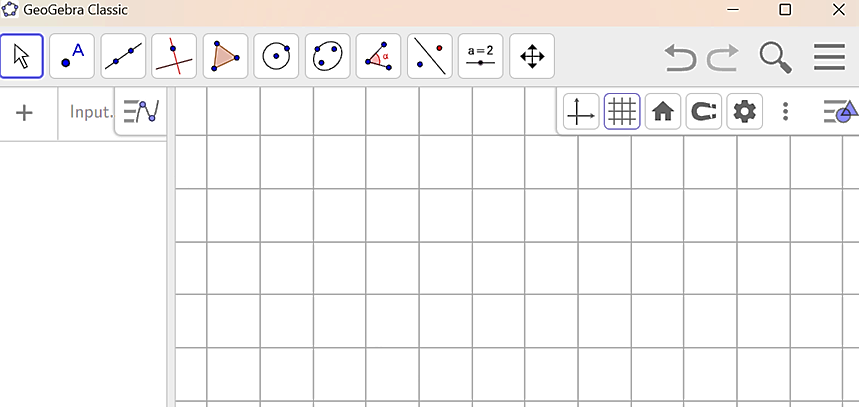 GeoGebra Classic
A
α
a=2
Input.